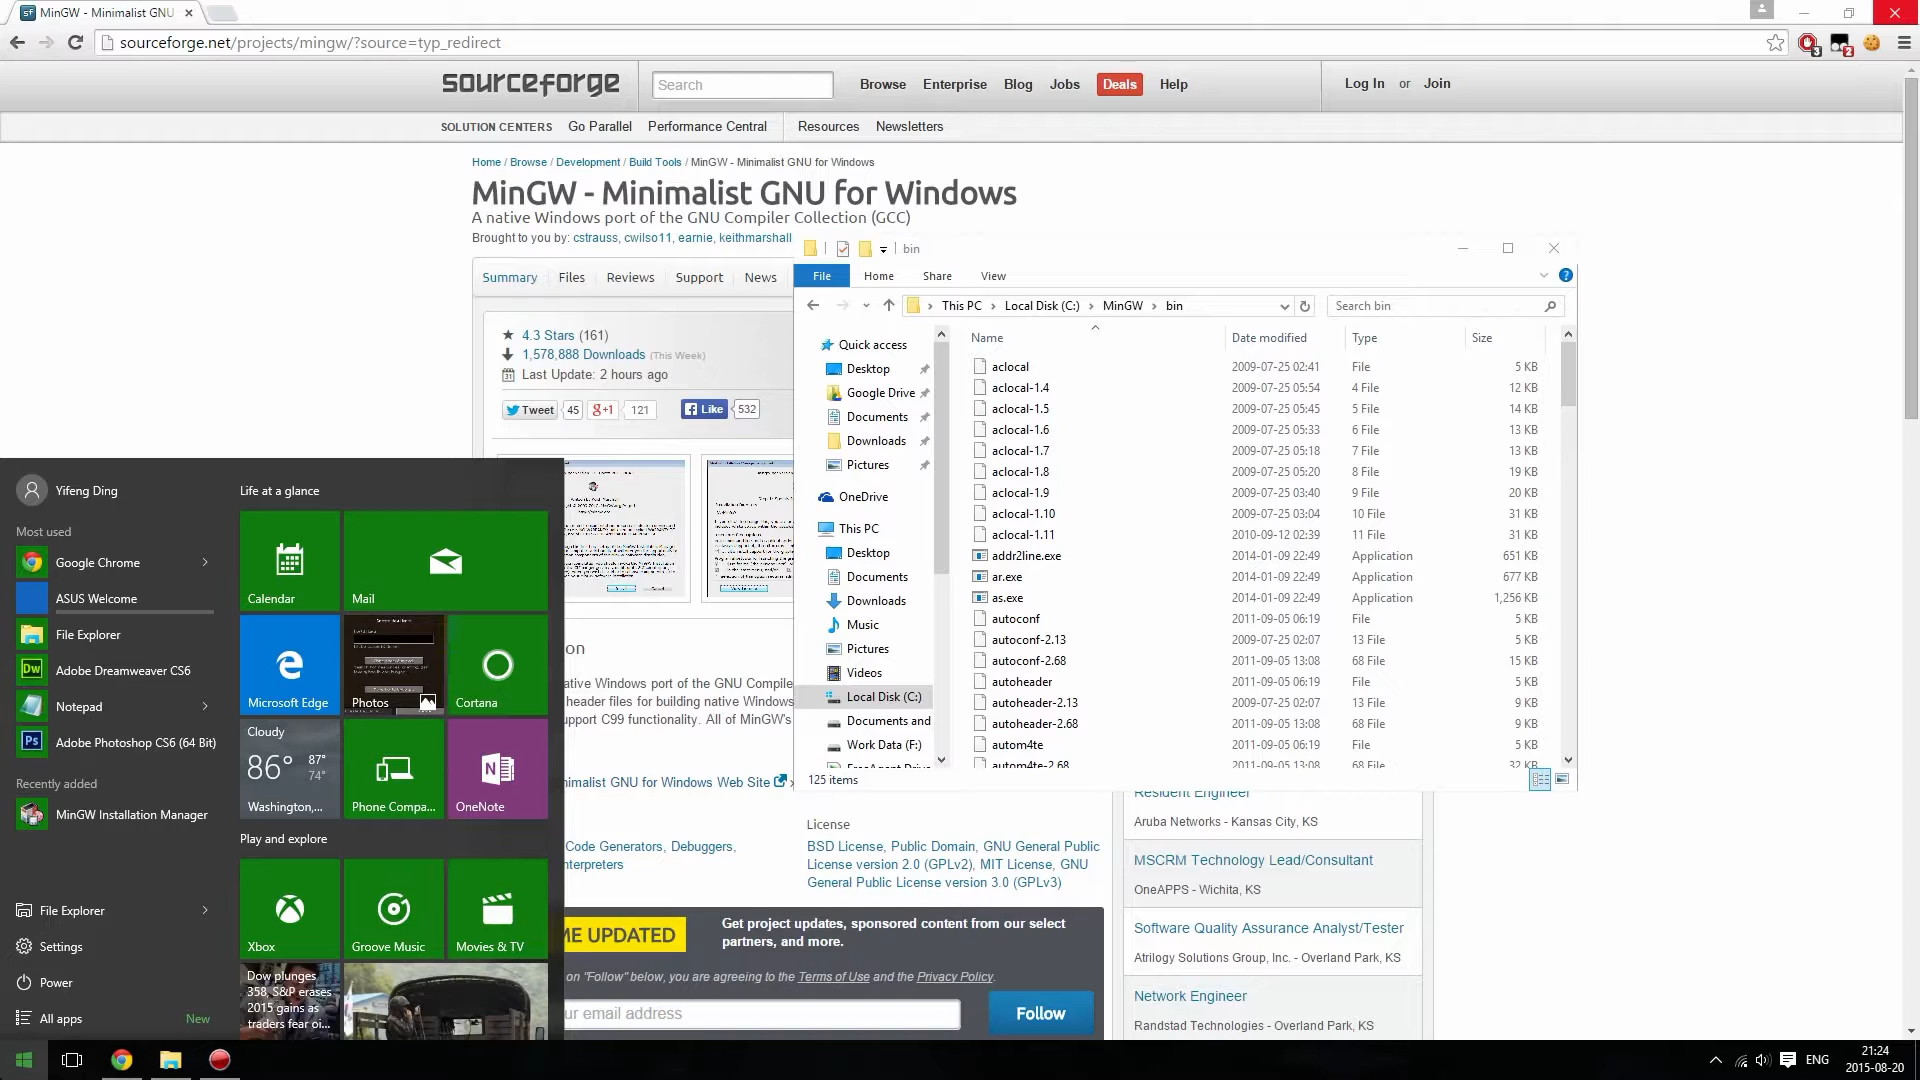 MinGW - Minimalist GNU
sourceforge.net/projects/mingw/?source=typ_redirect
3
2
sourceforge
Search
Browse
Enterprise
Blog
Jobs
Deals
Help
Log In or Join
SOLUTION CENTERS
Go Parallel
Performance Central
Resources
Newsletters
Home / Browse / Development / Build Tools / MinGW - Minimalist GNU for Windows
MinGW - Minimalist GNU for Windows
A native Windows port of the GNU Compiler Collection (GCC)
Brought to you by: cstrauss, cwilso11, earnie, keithmarshall
Summary
Files
Reviews
Support
News
4.3 Stars (161)
1,578,888 Downloads (This Week)
Last Update: 2 hours ago
Tweet 45
g+1 121
Like 532
on
ative Windows port of the GNU Compile
header files for building native Windows
upport C99 functionality. All of MinGW's
nimalist GNU for Windows Web Site
Code Generators, Debuggers,
nterpreters
License
BSD License, Public Domain, GNU General Public
License version 2.0 (GPLv2), MIT License, GNU
General Public License version 3.0 (GPLv3)
ME UPDATED
Get project updates, sponsored content from our select
partners, and more.
on "Follow" below, you are agreeing to the Terms of Use and the Privacy Policy.
ur email address
Follow
Resident Engineer
Aruba Networks - Kansas City, KS
MSCRM Technology Lead/Consultant
OneAPPS - Wichita, KS
Software Quality Assurance Analyst/Tester
Atrilogy Solutions Group, Inc. - Overland Park, KS
Network Engineer
Randstad Technologies - Overland Park, KS
bin
File
Home
Share
View
This PC
Local Disk (C:)
MinGW
bin
Search bin
Quick access
Desktop
Google Drive
Documents
Downloads
Pictures
OneDrive
This PC
Desktop
Documents
Downloads
Music
Pictures
Videos
Local Disk (C:)
Documents and
Work Data (F:)
FreeAgent Drive
Name Date modified Type Size
aclocal 2009-07-25 02:41 File 5 KB
aclocal-1.4 2009-07-25 05:54 4 File 12 KB
aclocal-1.5 2009-07-25 05:45 5 File 14 KB
aclocal-1.6 2009-07-25 05:33 6 File 13 KB
aclocal-1.7 2009-07-25 05:18 7 File 13 KB
aclocal-1.8 2009-07-25 05:20 8 File 19 KB
aclocal-1.9 2009-07-25 03:40 9 File 20 KB
aclocal-1.10 2009-07-25 03:04 10 File 31 KB
aclocal-1.11 2010-09-12 02:39 11 File 31 KB
addr2line.exe 2014-01-09 22:49 Application 651 KB
ar.exe 2014-01-09 22:49 Application 677 KB
as.exe 2014-01-09 22:49 Application 1,256 KB
autoconf 2011-09-05 06:19 File 5 KB
autoconf-2.13 2009-07-25 02:07 13 File 5 KB
autoconf-2.68 2011-09-05 13:08 68 File 15 KB
autoheader 2011-09-05 06:19 File 5 KB
autoheader-2.13 2009-07-25 02:07 13 File 9 KB
autoheader-2.68 2011-09-05 13:08 68 File 9 KB
autom4te 2011-09-05 06:19 File 5 KB
autom4te-2.68 2011-09-05 13:08 68 File 32 KB
125 items
Yifeng Ding
Most used
Google Chrome
ASUS Welcome
File Explorer
Dw
Adobe Dreamweaver CS6
Notepad
Ps
Adobe Photoshop CS6 (64 Bit)
Recently added
MinGW Installation Manager
File Explorer
Settings
Power
All apps
New
Life at a glance
Calendar
Mail
Microsoft Edge
Photos
Cortana
Cloudy
86° 87°
74°
Washington,...
Phone Compa...
OneNote
Play and explore
Xbox
Groove Music
Movies & TV
Dow plunges
358, S&P erases
2015 gains as
traders fear oi...
ENG
21:24
2015-08-20